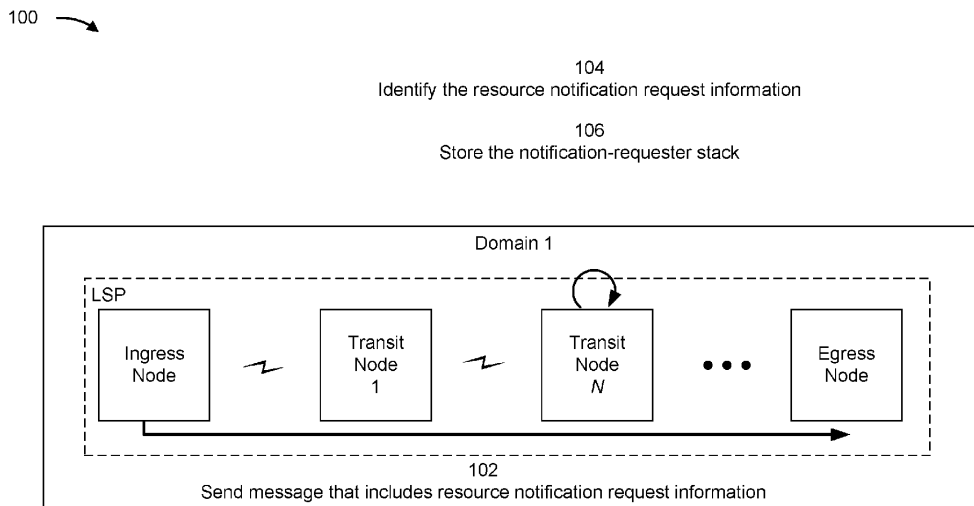 100
104
Identify the resource notification request information
106
Store the notification-requester stack
Domain 1
LSP
Ingress
Node
Transit
Node
1
Transit
Node
N
Egress
Node
102
Send message that includes resource notification request information